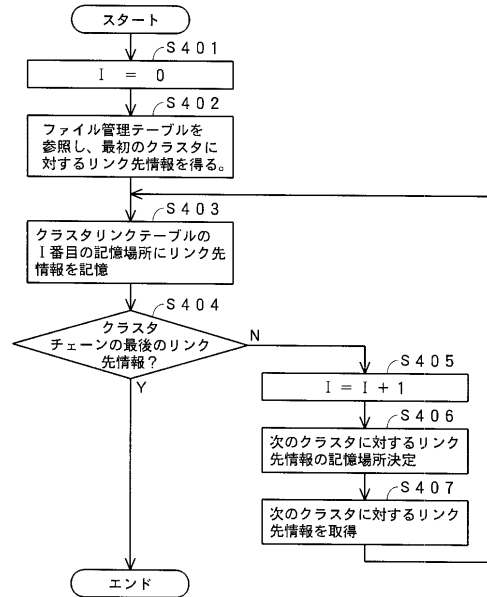 スタート
S401
I = 0
S402
ファイル管理テーブルを
参照し、最初のクラスタに
対するリンク先情報を得る。
S403
クラスタリンクテーブルの
I番目の記憶場所にリンク先
情報を記憶
S404
クラスタ
チェーンの最後のリンク
先情報？
N
Y
S405
I = I + 1
S406
次のクラスタに対するリンク
先情報の記憶場所決定
S407
次のクラスタに対するリンク
先情報を取得
エンド